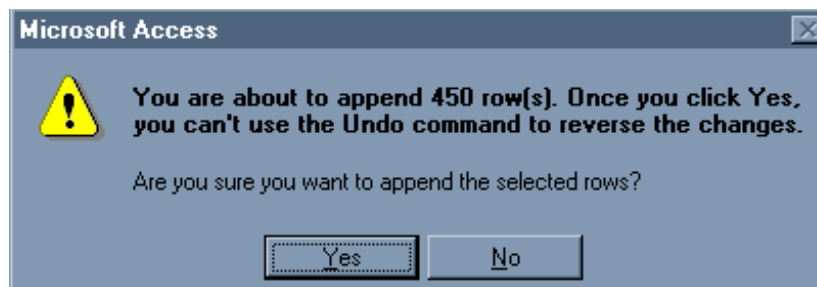 Microsoft Access
You are about to append 450 row(s). Once you click Yes,
you can't use the Undo command to reverse the changes.
Are you sure you want to append the selected rows?
Yes
No